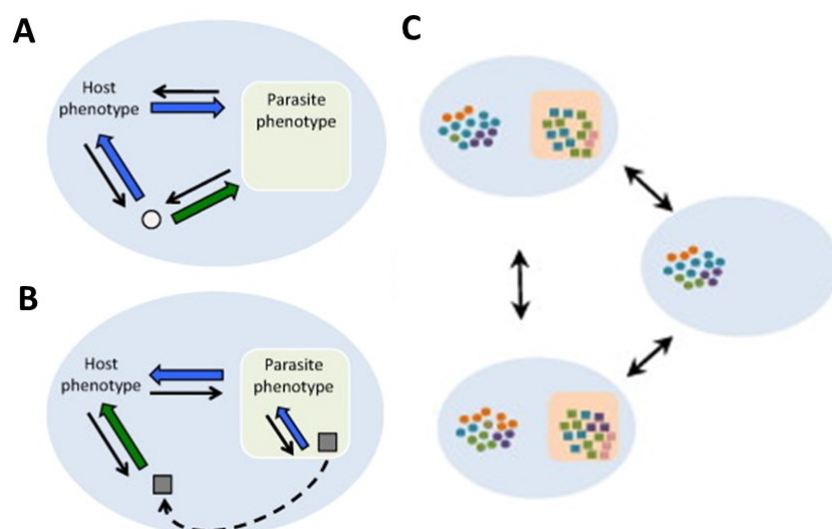 A
Host
phenotype
Parasite
phenotype
B
Host
phenotype
Parasite
phenotype
C